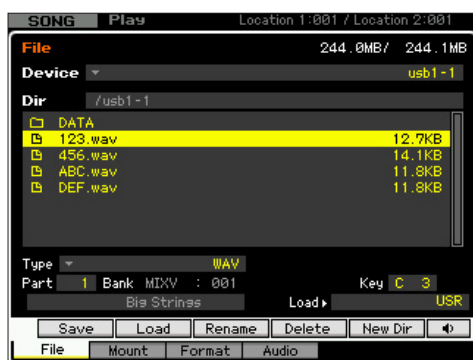 SONG Play Location 1:001 / Location 2:001
File 244.0MB/ 244.1MB
Device usb1-1
Dir /usb1-1
DATA
123.wav 12.7KB
456.wav 14.1KB
ABC.wav 11.8KB
DEF.wav 11.8KB
Type WAV
Part 1 Bank MIXV : 001 Key C 3
Big Strings Load USR
Save Load Rename Delete New Dir
File Mount Format Audio